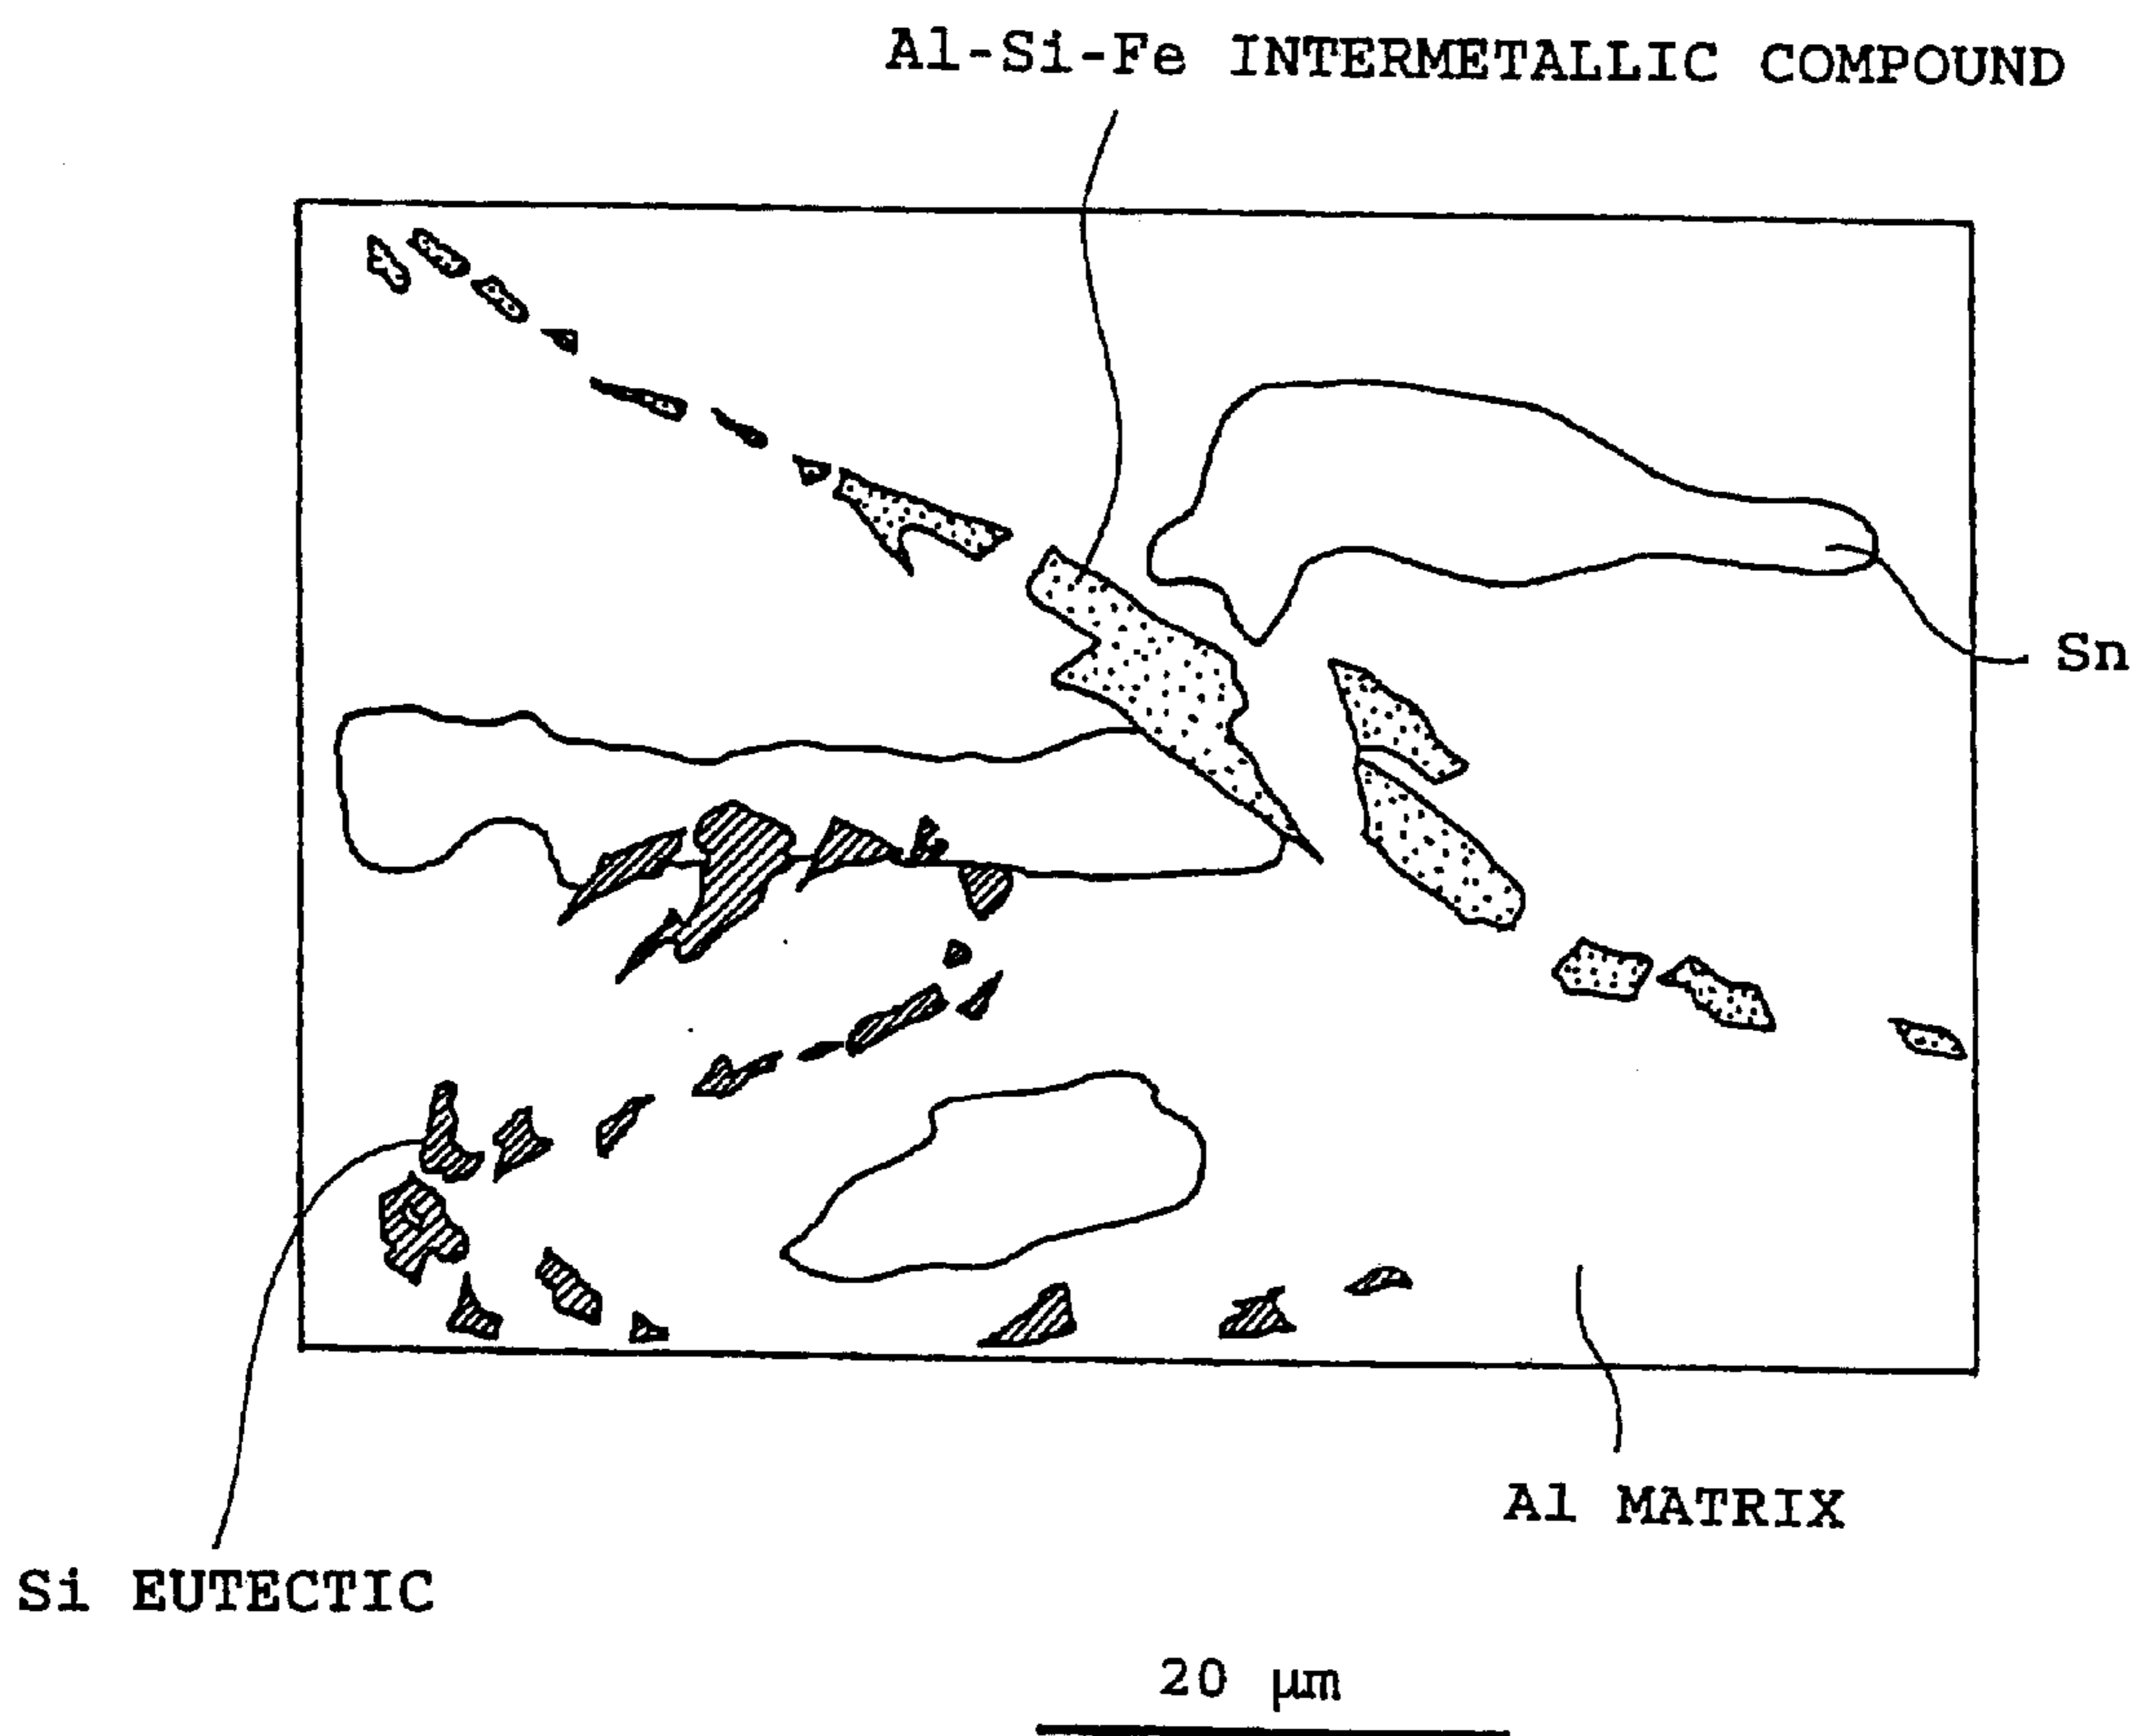 Al-Si-Fe INTERMETALLIC COMPOUND
Sn
Al MATRIX
Si EUTECTIC
20 μm